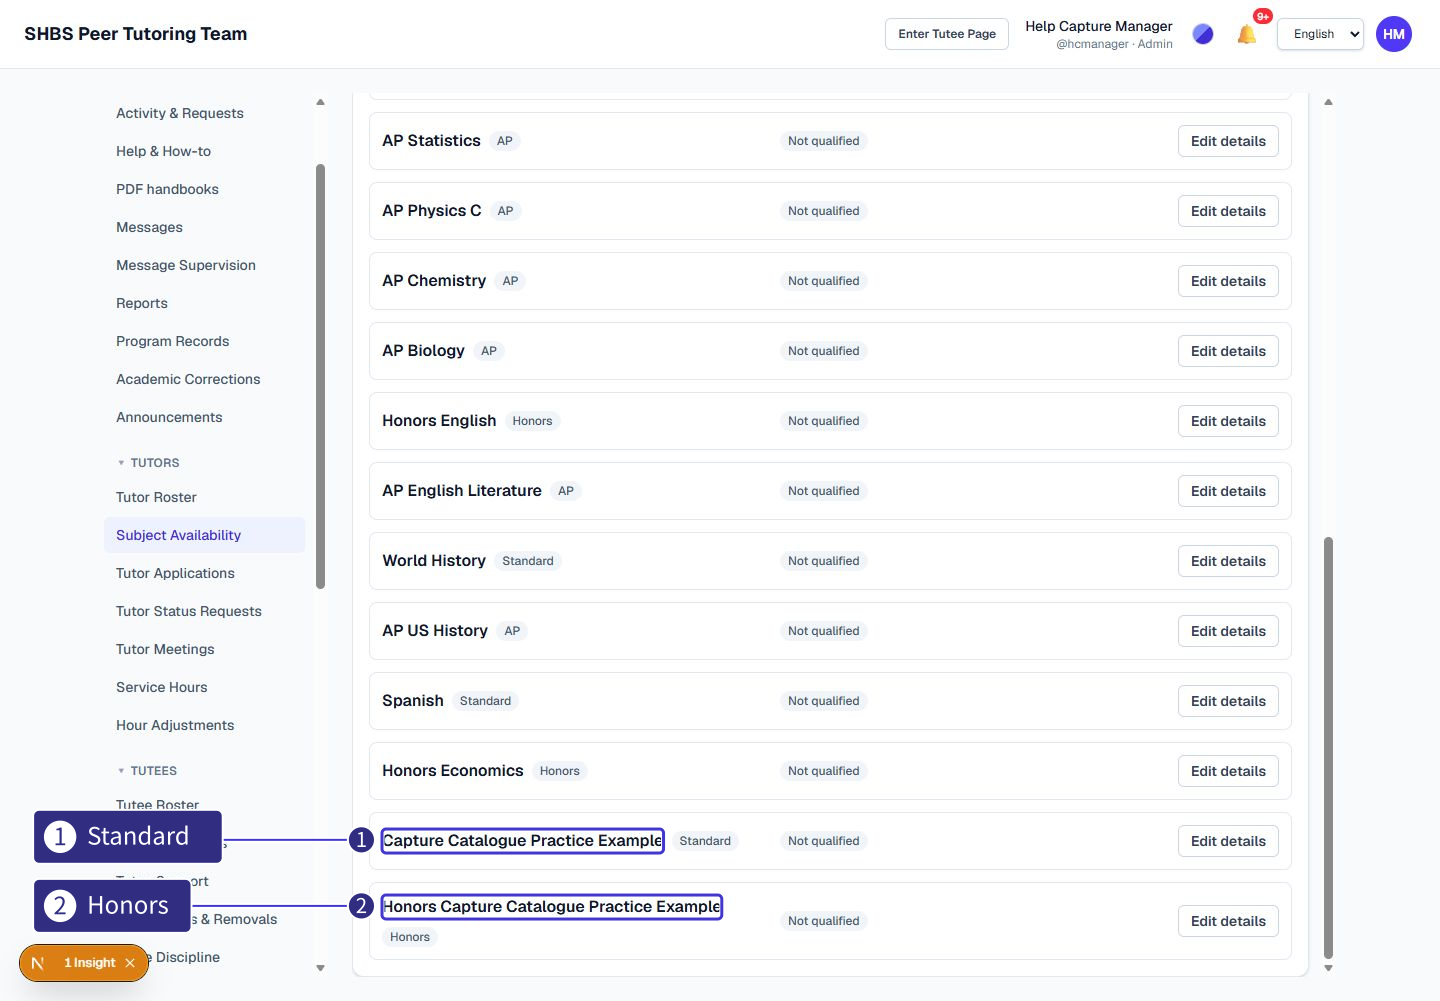 SHBS Peer Tutoring Team
Enter Tutee Page
Help Capture Manager
@hcmanager · Admin
9+
English
HM
Activity & Requests
Help & How-to
PDF handbooks
Messages
Message Supervision
Reports
Program Records
Academic Corrections
Announcements
TUTORS
Tutor Roster
Subject Availability
Tutor Applications
Tutor Status Requests
Tutor Meetings
Service Hours
Hour Adjustments
TUTEES
Tutee Roster
1 Standard
2 Honors
& Removals
Discipline
1 Insight
AP Statistics AP Not qualified Edit details
AP Physics C AP Not qualified Edit details
AP Chemistry AP Not qualified Edit details
AP Biology AP Not qualified Edit details
Honors English Honors Not qualified Edit details
AP English Literature AP Not qualified Edit details
World History Standard Not qualified Edit details
AP US History AP Not qualified Edit details
Spanish Standard Not qualified Edit details
Honors Economics Honors Not qualified Edit details
1 Capture Catalogue Practice Example Standard Not qualified Edit details
2 Honors Capture Catalogue Practice Example Not qualified Edit details
Honors